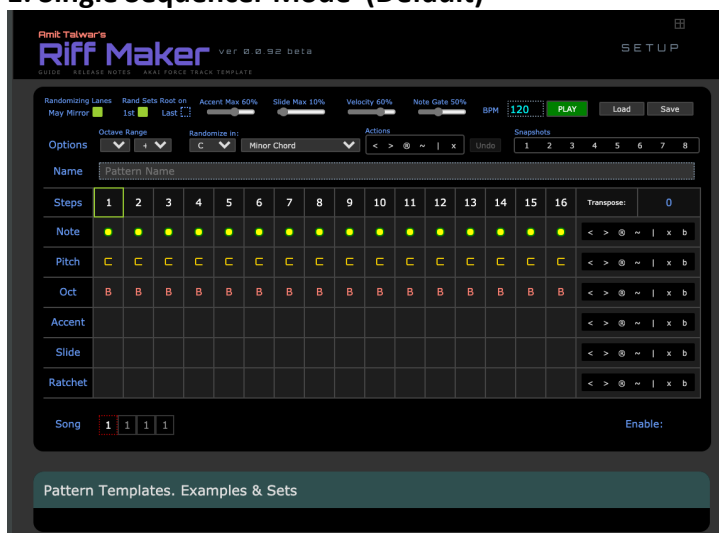 1. Single Sequencer Mode (Default)
Amit Talwar's
Riff Maker ver 0.0.92 beta
SETUP
GUIDE RELEASE NOTES AKAI FORCE TRACK TEMPLATE
Randomizing Lanes Rand Sets Root on Accent Max 60% Slide Max 10% Velocity 60% Note Gate 50%
May Mirror 1st Last BPM 120 PLAY Load Save
Octave Range Randomize in: Actions Snapshots
Options + C Minor Chord < > ® ~ | x Undo 1 2 3 4 5 6 7 8
Name Pattern Name
Steps 1 2 3 4 5 6 7 8 9 10 11 12 13 14 15 16 Transpose: 0
Note < > ® ~ | x b
Pitch C C C C C C C C C C C C C C C C < > ® ~ | x b
Oct B B B B B B B B B B B B B B B B < > ® ~ | x b
Accent < > ® ~ | x b
Slide < > ® ~ | x b
Ratchet < > ® ~ | x b
Song 1 1 1 1 Enable:
Pattern Templates. Examples & Sets